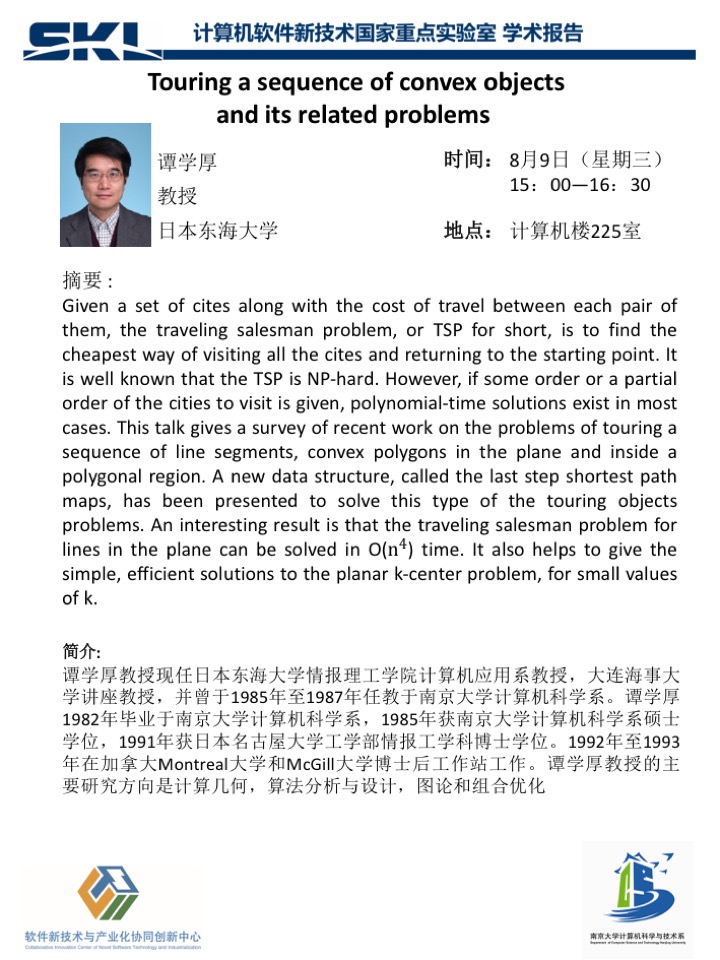 SKL 计算机软件新技术国家重点实验室 学术报告
Touring a sequence of convex objects
and its related problems
谭学厚
教授
日本东海大学
时间： 8月9日（星期三）
15：00—16：30
地点： 计算机楼225室
摘要：
Given a set of cites along with the cost of travel between each pair of
them, the traveling salesman problem, or TSP for short, is to find the
cheapest way of visiting all the cites and returning to the starting point. It
is well known that the TSP is NP-hard. However, if some order or a partial
order of the cities to visit is given, polynomial-time solutions exist in most
cases. This talk gives a survey of recent work on the problems of touring a
sequence of line segments, convex polygons in the plane and inside a
polygonal region. A new data structure, called the last step shortest path
maps, has been presented to solve this type of the touring objects
problems. An interesting result is that the traveling salesman problem for
lines in the plane can be solved in O(n⁴) time. It also helps to give the
simple, efficient solutions to the planar k-center problem, for small values
of k.
简介:
谭学厚教授现任日本东海大学情报理工学院计算机应用系教授，大连海事大
学讲座教授，并曾于1985年至1987年任教于南京大学计算机科学系。谭学厚
1982年毕业于南京大学计算机科学系，1985年获南京大学计算机科学系硕士
学位，1991年获日本名古屋大学工学部情报工学科博士学位。1992年至1993
年在加拿大Montreal大学和McGill大学博士后工作站工作。谭学厚教授的主
要研究方向是计算几何，算法分析与设计，图论和组合优化
软件新技术与产业化协同创新中心
Collaborative Innovation Center of Novel Software Technology and Industrialization
南京大学计算机科学与技术系
Department of Computer Science and Technology Nanjing University